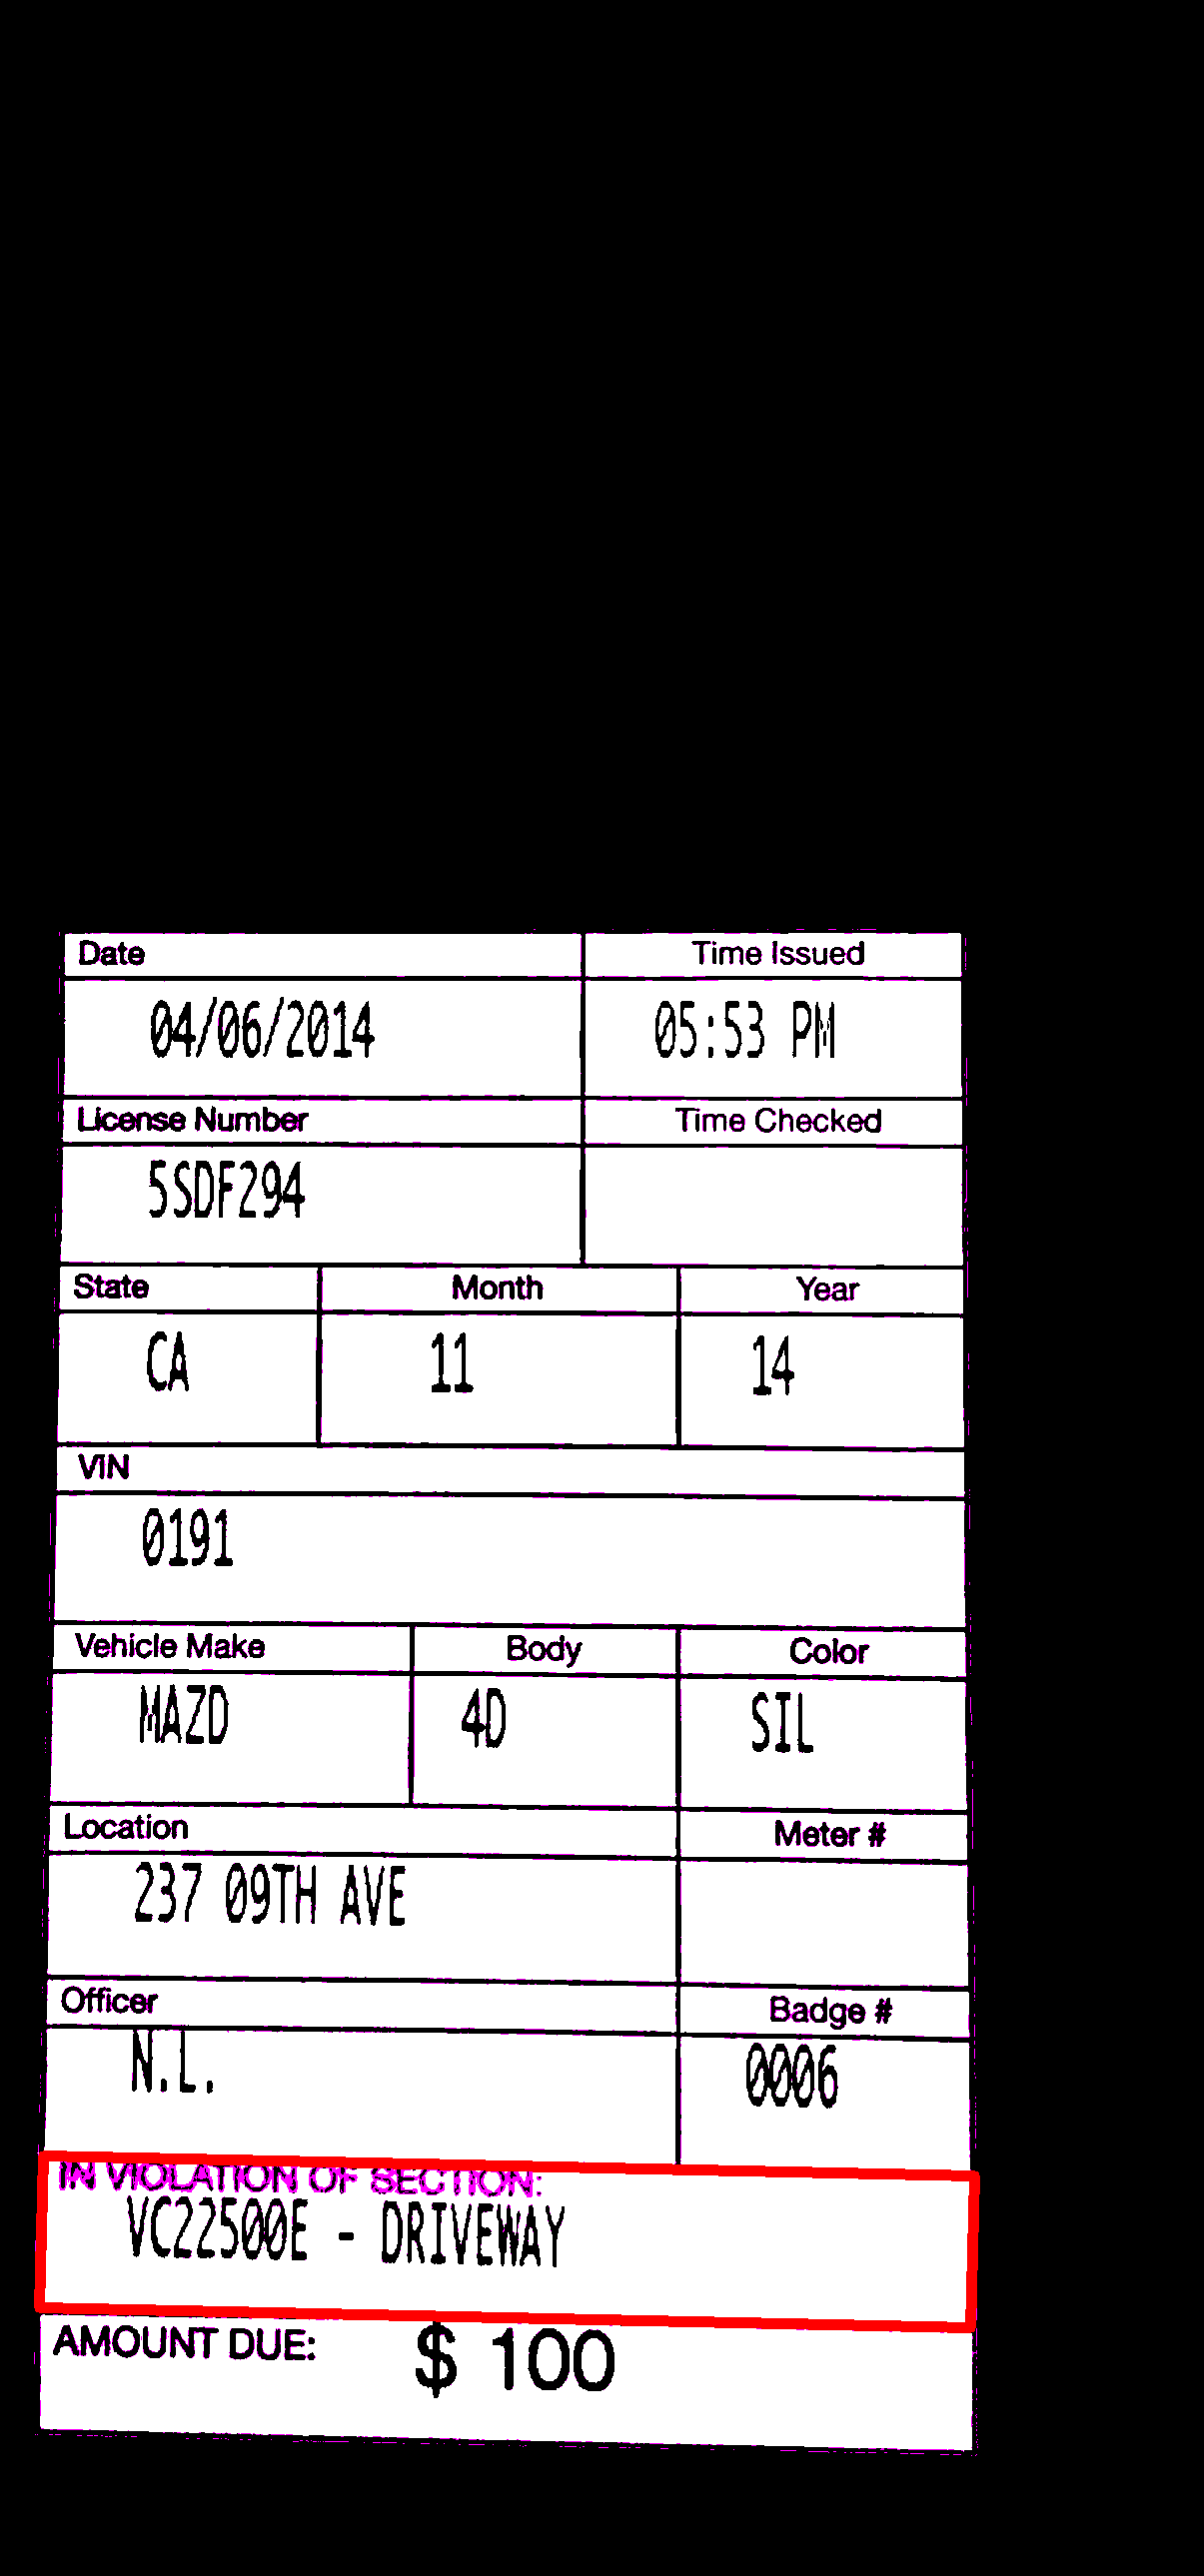 Date Time Issued
04/06/2014 05:53 PM
License Number Time Checked
5SDF294
State Month Year
CA 11 14
VIN
0191
Vehicle Make Body Color
MAZD 4D SIL
Location Meter #
237 09TH AVE
Officer Badge #
N.L. 0006
IN VIOLATION OF SECTION:
VC22500E - DRIVEWAY
AMOUNT DUE: $ 100